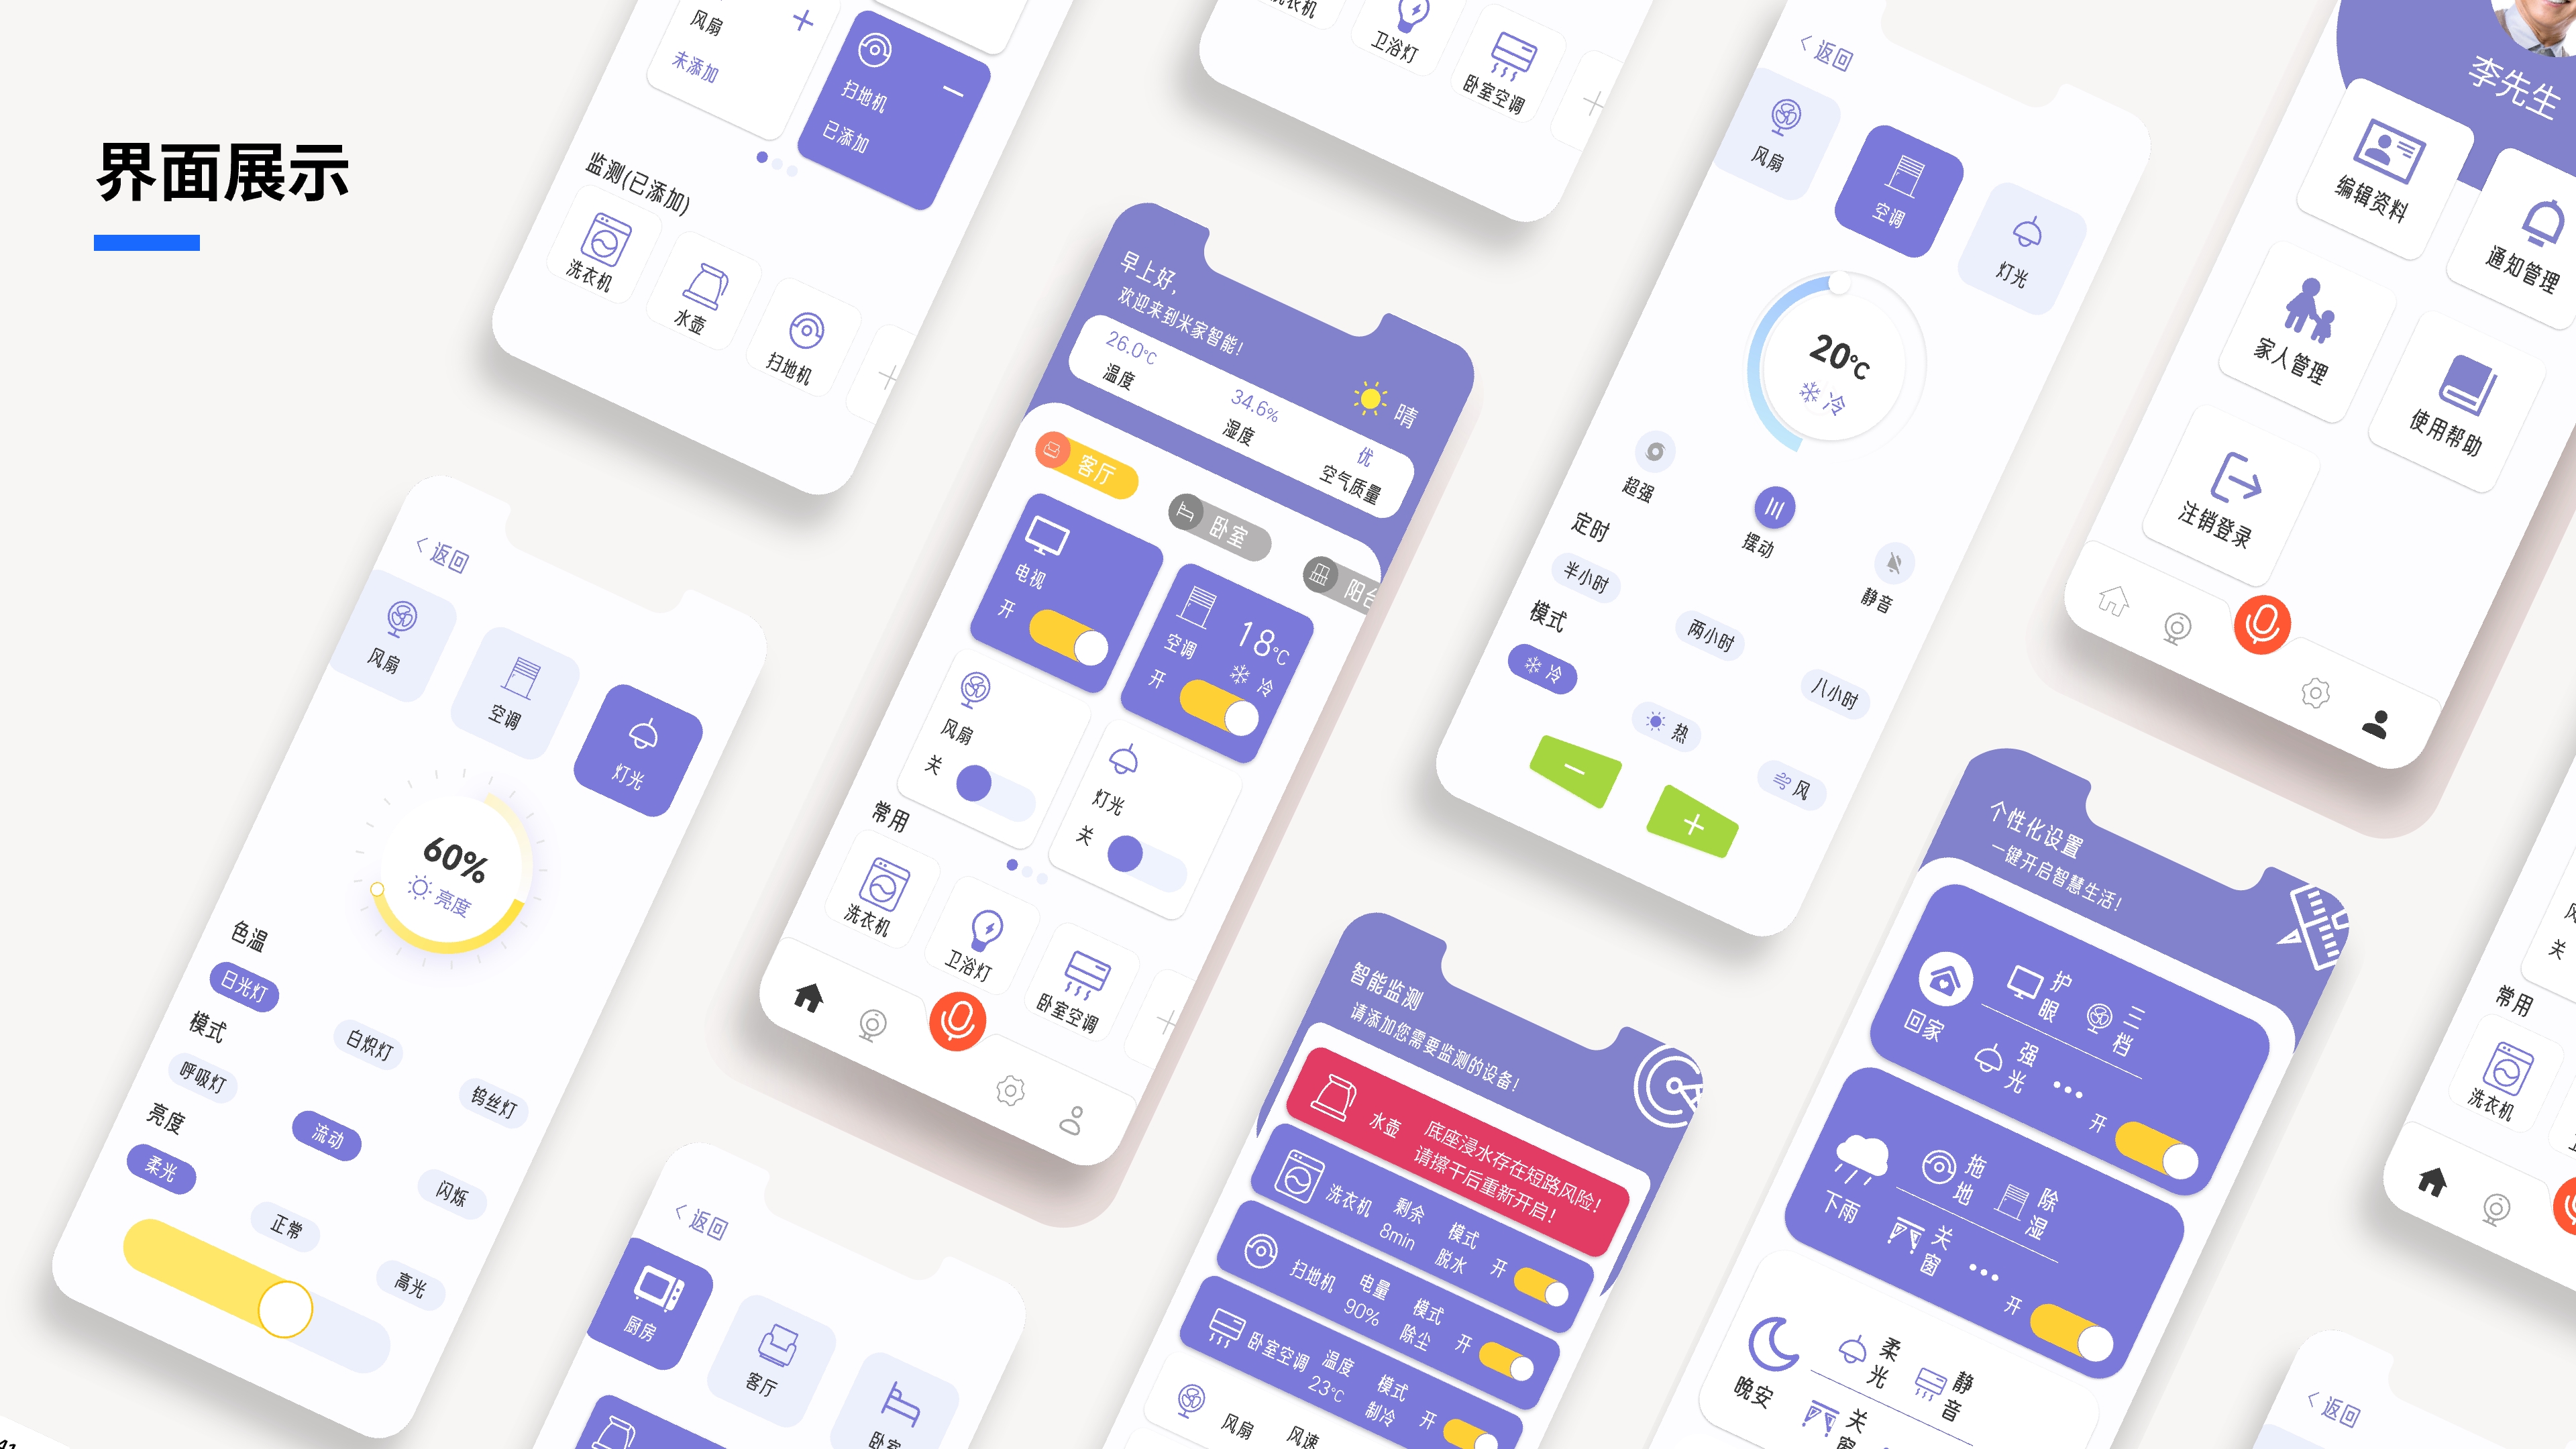 界面展示
风扇
未添加
扫地机
已添加
监测(已添加)
洗衣机
水壶
扫地机
洗衣机
卫浴灯
卧室空调
早上好,
欢迎来到米家智能!
26.0℃
温度
34.6%
湿度
优
空气质量
晴
客厅
卧室
阳台
电视
开
空调
18℃
冷
开
风扇
关
灯光
关
常用
洗衣机
卫浴灯
卧室空调
返回
风扇
空调
灯光
60%
亮度
色温
日光灯
白炽灯
钨丝灯
模式
呼吸灯
流动
闪烁
亮度
柔光
正常
高光
返回
厨房
客厅
卧室
返回
风扇
空调
灯光
20℃
冷
超强
摆动
静音
定时
半小时
两小时
八小时
模式
冷
热
风
李先生
编辑资料
通知管理
家人管理
使用帮助
注销登录
智能监测
请添加您需要监测的设备!
水壶
底座浸水存在短路风险!
请擦干后重新开启!
洗衣机
剩余
8min
模式
脱水
开
扫地机
电量
90%
模式
除尘
开
卧室空调
温度
23℃
模式
制冷
开
风扇
风速
个性化设置
一键开启智慧生活!
回家
护眼
三档
强光
开
下雨
拖地
除湿
关窗
开
晚安
柔光
静音
关窗
关
常用
洗衣机
返回